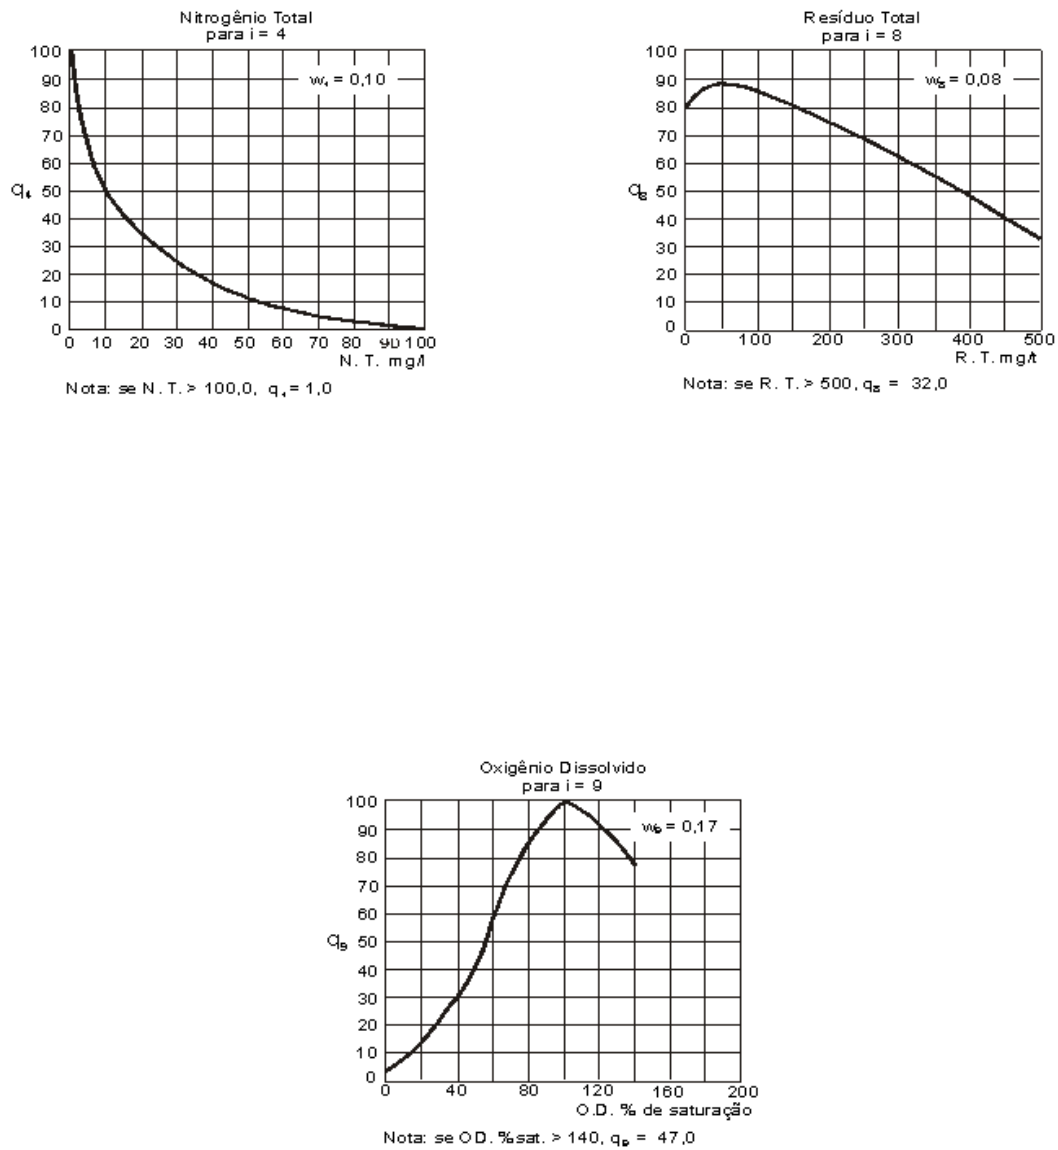 Nitrogênio Total
para i = 4
w₄ = 0,10
100
90
80
70
60
50
40
30
20
10
0
q₄
0 10 20 30 40 50 60 70 80 90 100
N. T. mg/l
Nota: se N. T. > 100,0, q₄ = 1,0
Resíduo Total
para i = 8
w₈ = 0,08
100
90
80
70
60
50
40
30
20
10
0
q₈
0 100 200 300 400 500
R. T. mg/l
Nota: se R. T. > 500, q₈ = 32,0
Oxigênio Dissolvido
para i = 9
w₉ = 0,17
100
90
80
70
60
50
40
30
20
10
0
q₉
0 40 80 120 160 200
O.D. % de saturação
Nota: se OD. %sat. > 140, q₉ = 47,0